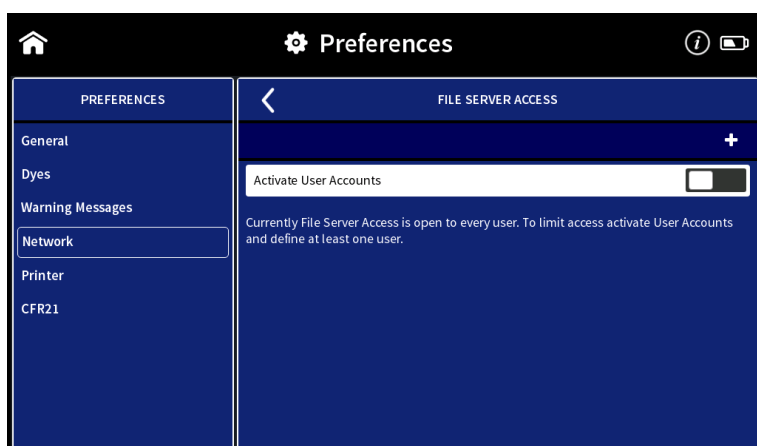 Preferences
PREFERENCES
General
Dyes
Warning Messages
Network
Printer
CFR21
FILE SERVER ACCESS
Activate User Accounts
Currently File Server Access is open to every user. To limit access activate User Accounts
and define at least one user.